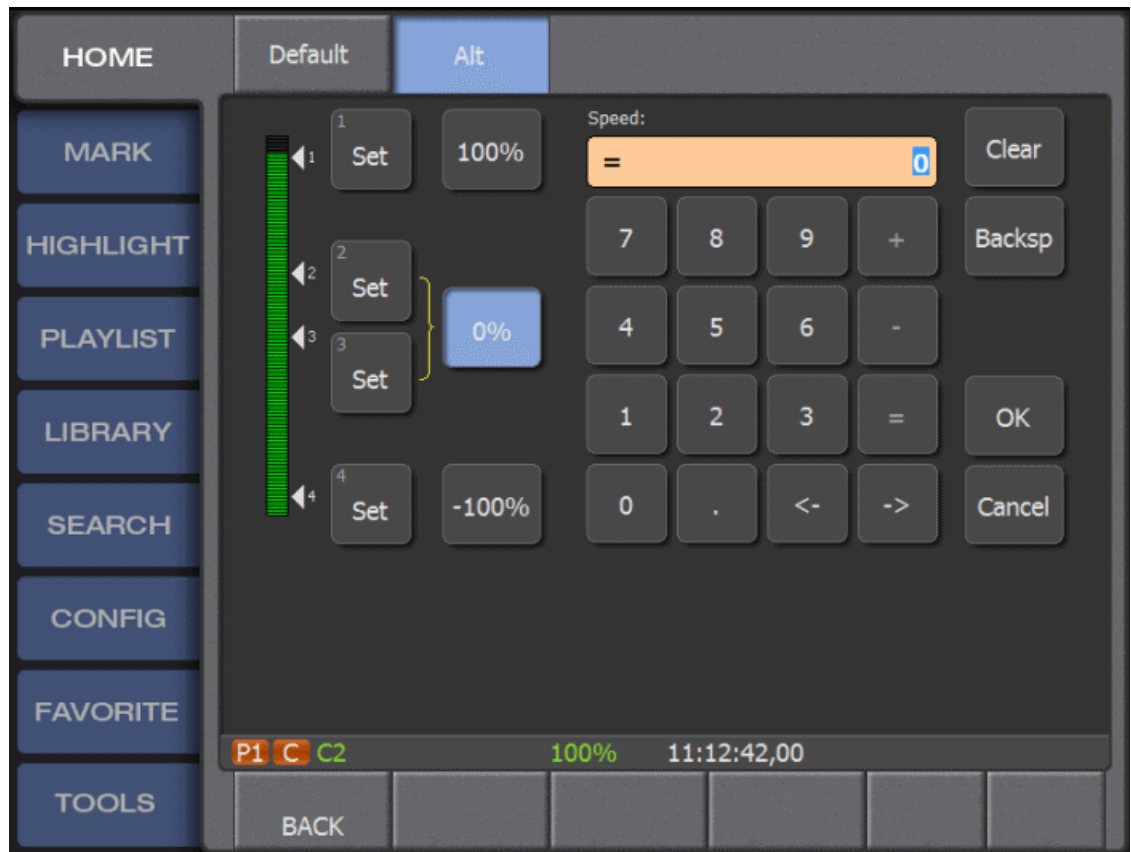 HOME
Default
Alt
MARK
HIGHLIGHT
PLAYLIST
LIBRARY
SEARCH
CONFIG
FAVORITE
TOOLS
1
1
Set
100%
2
2
Set
3
3
Set
0%
4
4
Set
-100%
Speed:
= 0
Clear
7 8 9 + Backsp
4 5 6 -
1 2 3 = OK
0 . <- -> Cancel
P1 C C2 100% 11:12:42,00
BACK